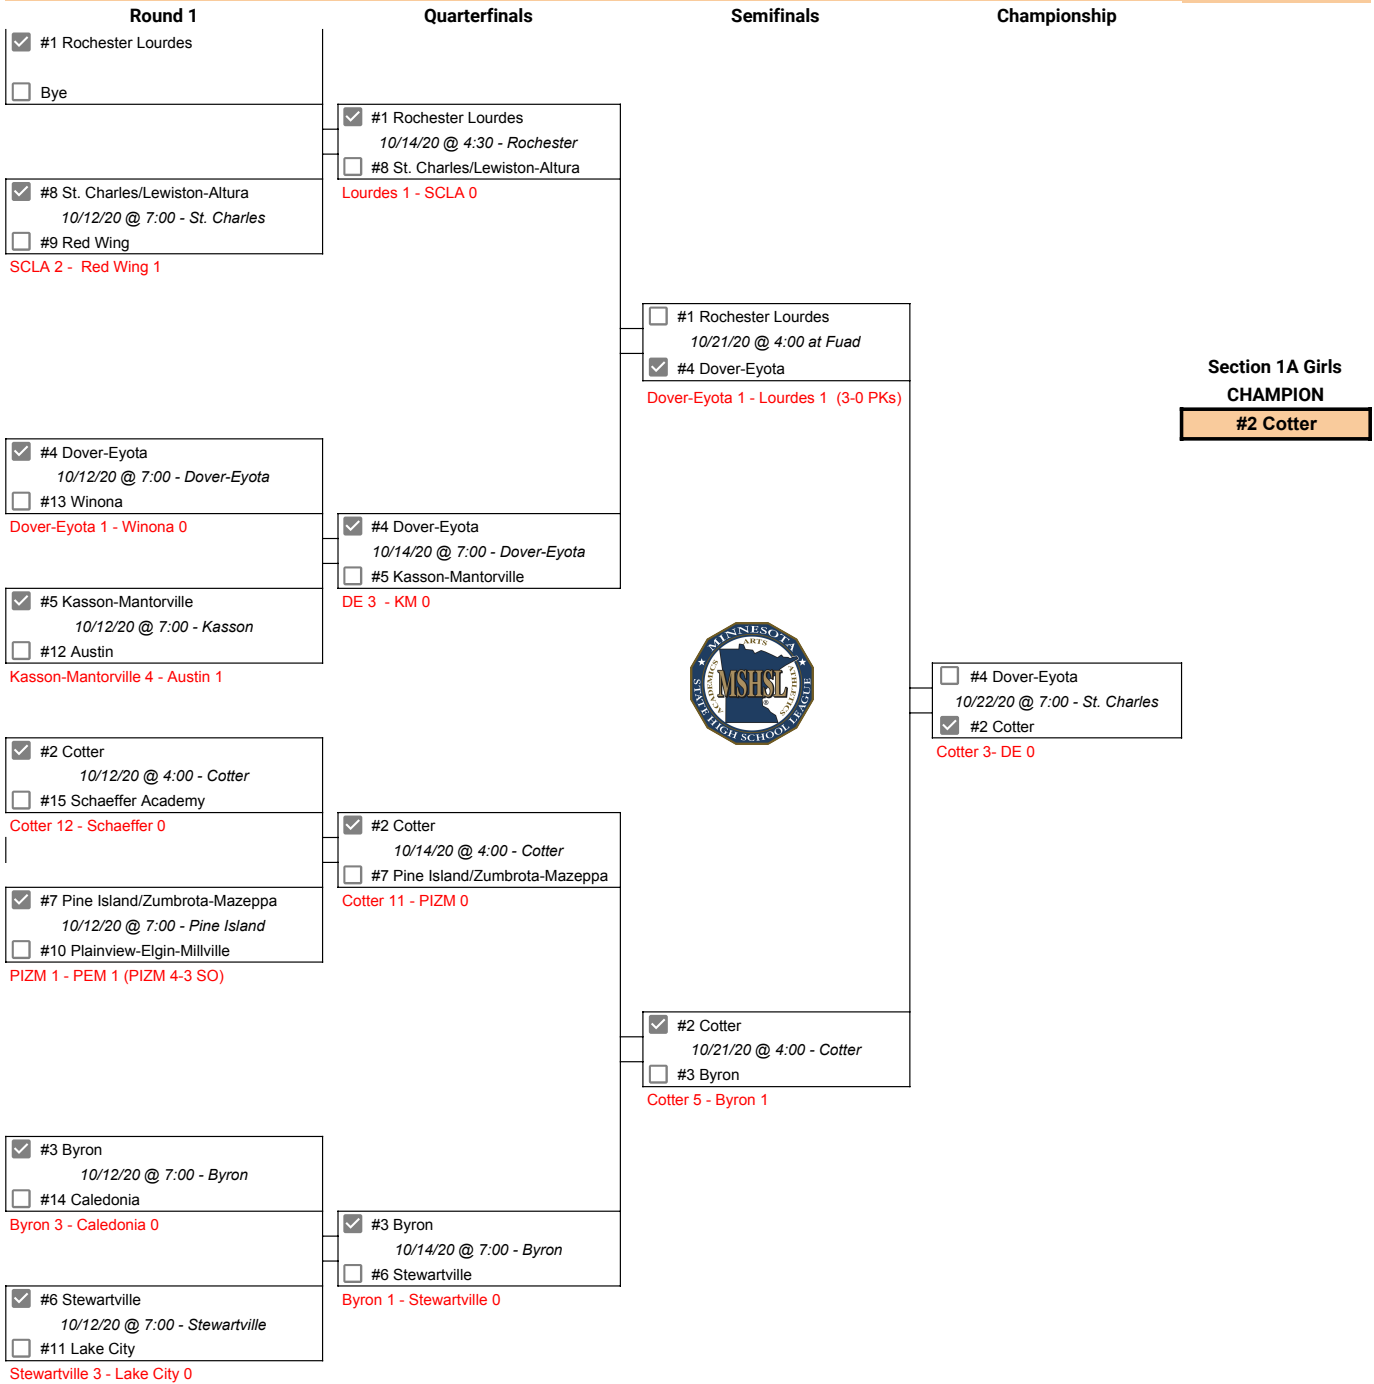 Round 1
Quarterfinals
Semifinals
Championship
#1 Rochester Lourdes
Bye
#8 St. Charles/Lewiston-Altura
10/12/20 @ 7:00 - St. Charles
#9 Red Wing
SCLA 2 -  Red Wing 1
#4 Dover-Eyota
10/12/20 @ 7:00 - Dover-Eyota
#13 Winona
Dover-Eyota 1 - Winona 0
#5 Kasson-Mantorville
10/12/20 @ 7:00 - Kasson
#12 Austin
Kasson-Mantorville 4 - Austin 1
#2 Cotter
10/12/20 @ 4:00 - Cotter
#15 Schaeffer Academy
Cotter 12 - Schaeffer 0
#7 Pine Island/Zumbrota-Mazeppa
10/12/20 @ 7:00 - Pine Island
#10 Plainview-Elgin-Millville
PIZM 1 - PEM 1 (PIZM 4-3 SO)
#3 Byron
10/12/20 @ 7:00 - Byron
#14 Caledonia
Byron 3 - Caledonia 0
#6 Stewartville
10/12/20 @ 7:00 - Stewartville
#11 Lake City
Stewartville 3 - Lake City 0
#1 Rochester Lourdes
10/14/20 @ 4:30 - Rochester
#8 St. Charles/Lewiston-Altura
Lourdes 1 - SCLA 0
#4 Dover-Eyota
10/14/20 @ 7:00 - Dover-Eyota
#5 Kasson-Mantorville
DE 3  - KM 0
#2 Cotter
10/14/20 @ 4:00 - Cotter
#7 Pine Island/Zumbrota-Mazeppa
Cotter 11 - PIZM 0
#3 Byron
10/14/20 @ 7:00 - Byron
#6 Stewartville
Byron 1 - Stewartville 0
#1 Rochester Lourdes
10/21/20 @ 4:00 at Fuad
#4 Dover-Eyota
Dover-Eyota 1 - Lourdes 1  (3-0 PKs)
MINNESOTA
STATE HIGH SCHOOL LEAGUE
ARTS
ACADEMICS
ATHLETICS
MSHSL
®
#2 Cotter
10/21/20 @ 4:00 - Cotter
#3 Byron
Cotter 5 - Byron 1
#4 Dover-Eyota
10/22/20 @ 7:00 - St. Charles
#2 Cotter
Cotter 3- DE 0
Section 1A Girls
CHAMPION
#2 Cotter